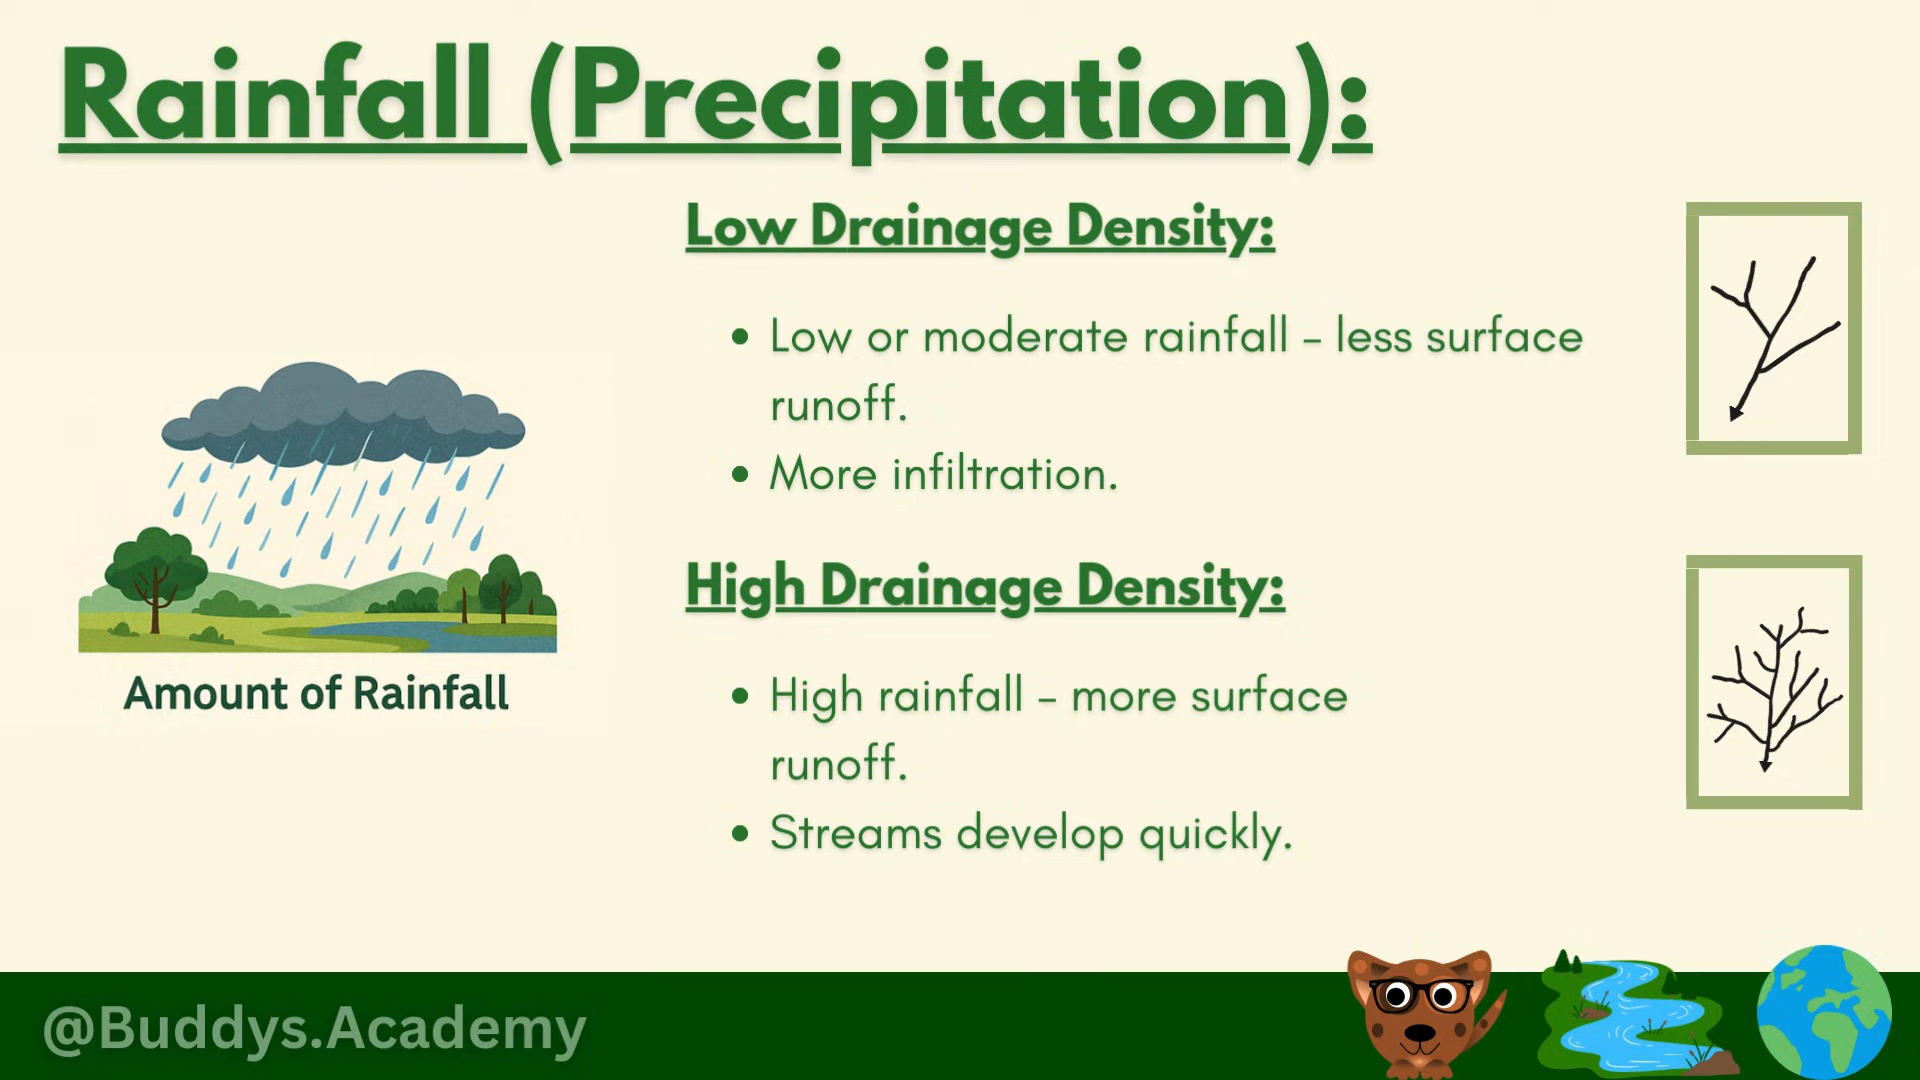 Rainfall (Precipitation):
Low Drainage Density:
• Low or moderate rainfall – less surface
runoff.
• More infiltration.
High Drainage Density:
• High rainfall – more surface
runoff.
• Streams develop quickly.
Amount of Rainfall
@Buddys.Academy